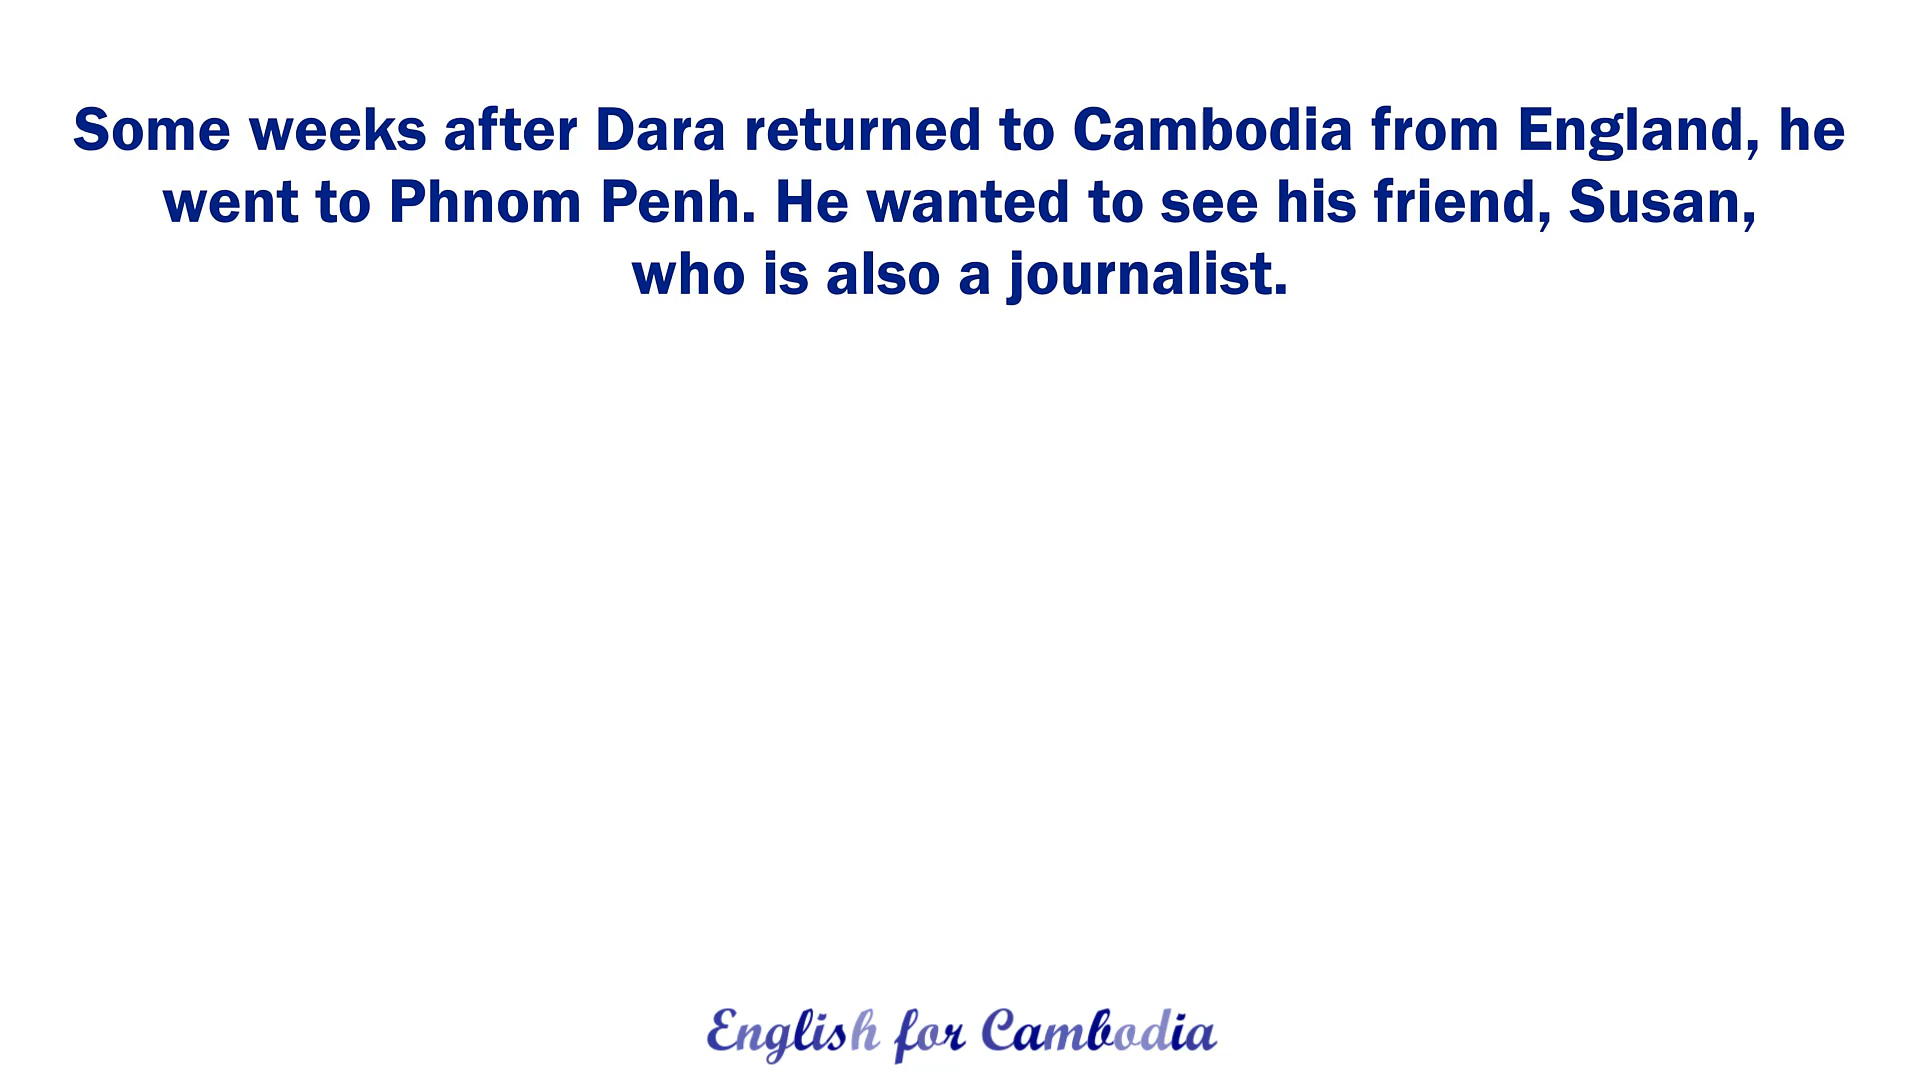 Some weeks after Dara returned to Cambodia from England, he
went to Phnom Penh. He wanted to see his friend, Susan,
who is also a journalist.
English for Cambodia